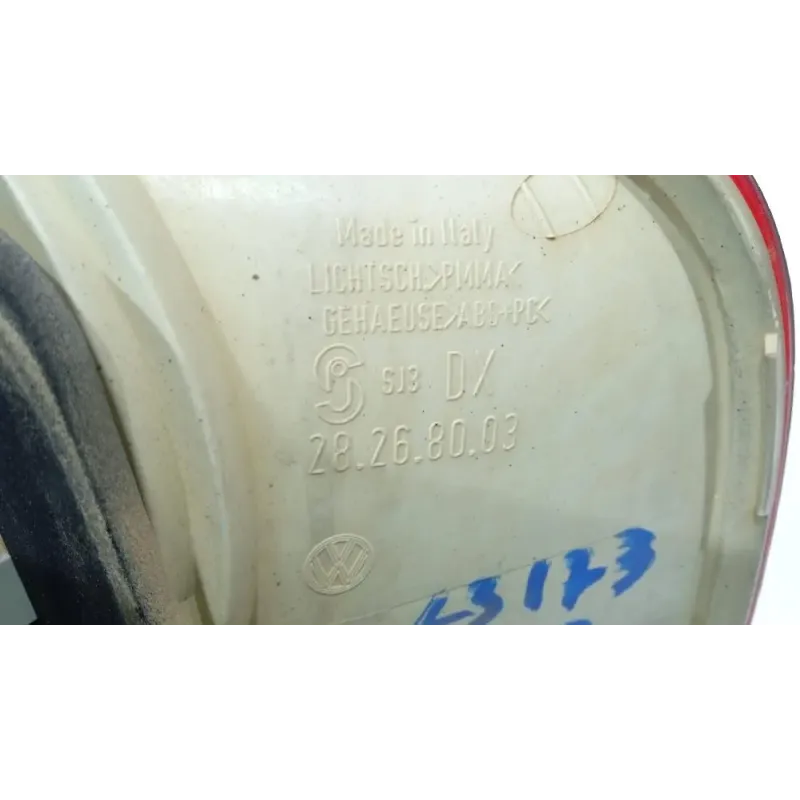 Made in Italy
LICHTSCH.>PMMA<
GEHAEUSE>ABS+PC<
SJ3 DX
28.26.80.03
VW